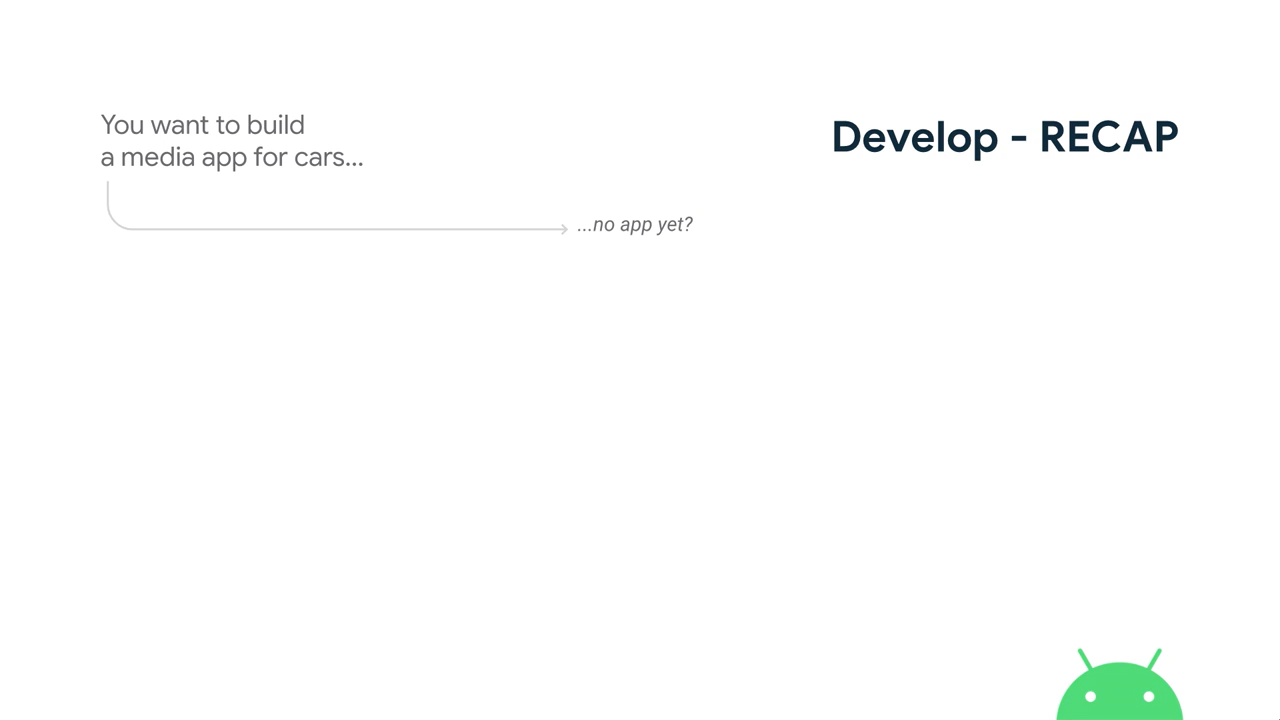 You want to build
a media app for cars...
Develop - RECAP
...no app yet?